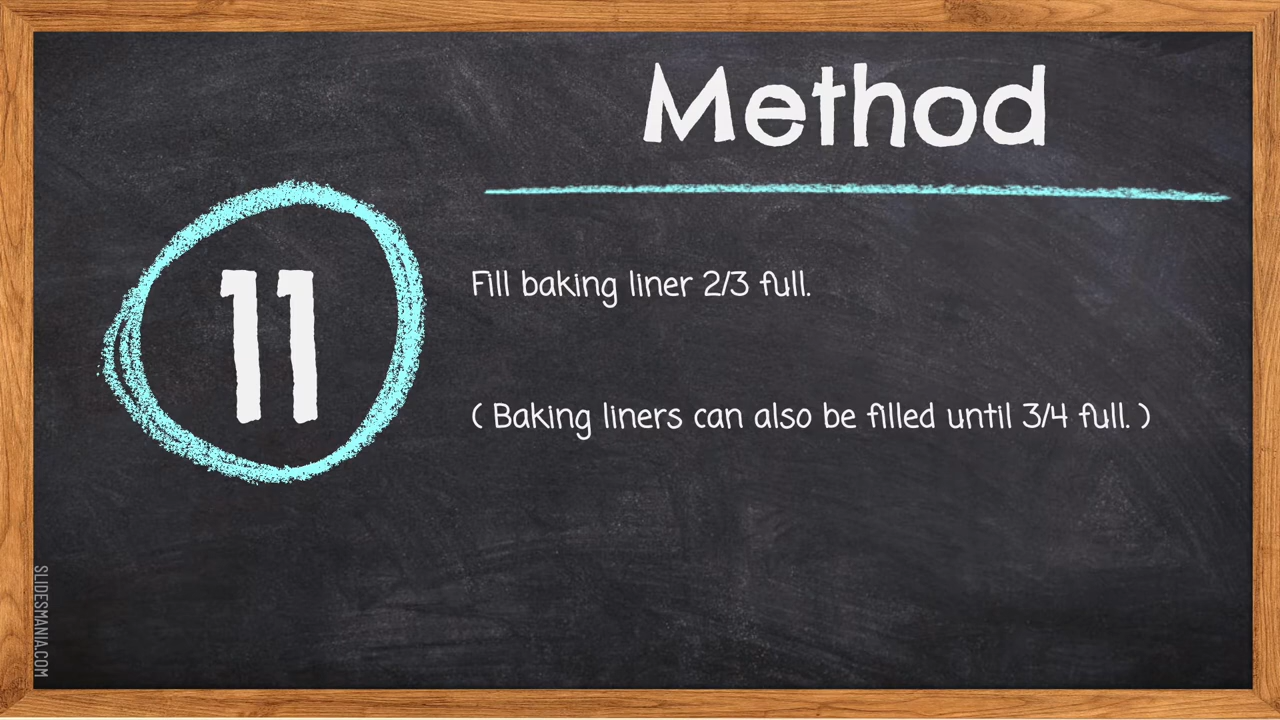 Method
11
Fill baking liner 2/3 full.
( Baking liners can also be filled until 3/4 full. )
SLIDESMANIA.COM